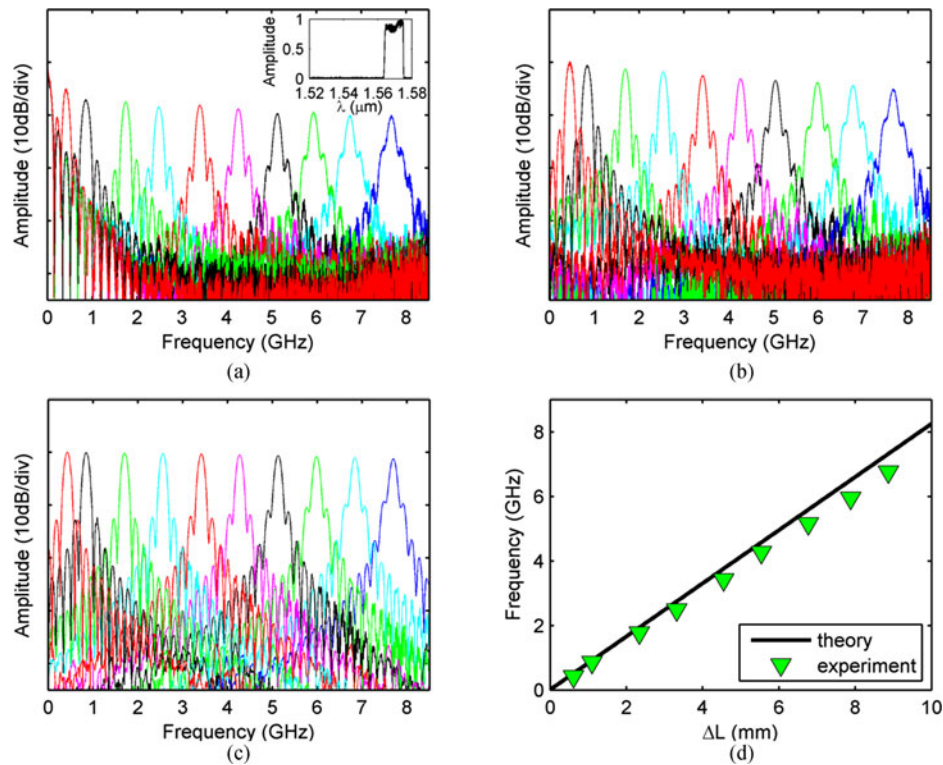 Amplitude (10dB/div)
Amplitude
1
0.5
0
1.52 1.54 1.56 1.58
λ (μm)
0 1 2 3 4 5 6 7 8
Frequency (GHz)
(a)
Amplitude (10dB/div)
0 1 2 3 4 5 6 7 8
Frequency (GHz)
(b)
Amplitude (10dB/div)
0 1 2 3 4 5 6 7 8
Frequency (GHz)
(c)
Frequency (GHz)
8
6
4
2
0
theory
experiment
0 2 4 6 8 10
ΔL (mm)
(d)